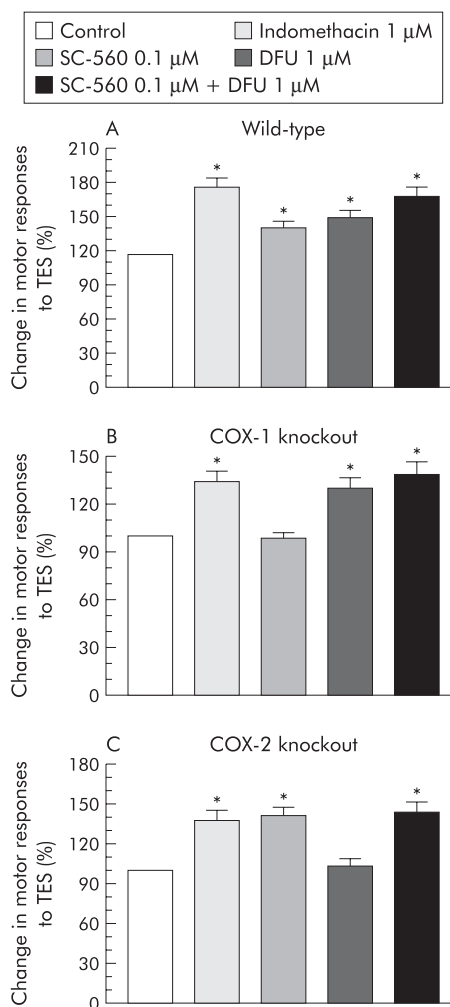 Control
Indomethacin 1 µM
SC-560 0.1 µM
DFU 1 µM
SC-560 0.1 µM + DFU 1 µM
A
Wild-type
Change in motor responses
to TES (%)
210
180
150
120
90
60
30
0
*
*
*
*
B
COX-1 knockout
Change in motor responses
to TES (%)
150
120
90
60
30
0
*
*
*
C
COX-2 knockout
Change in motor responses
to TES (%)
180
150
120
90
60
30
0
*
*
*